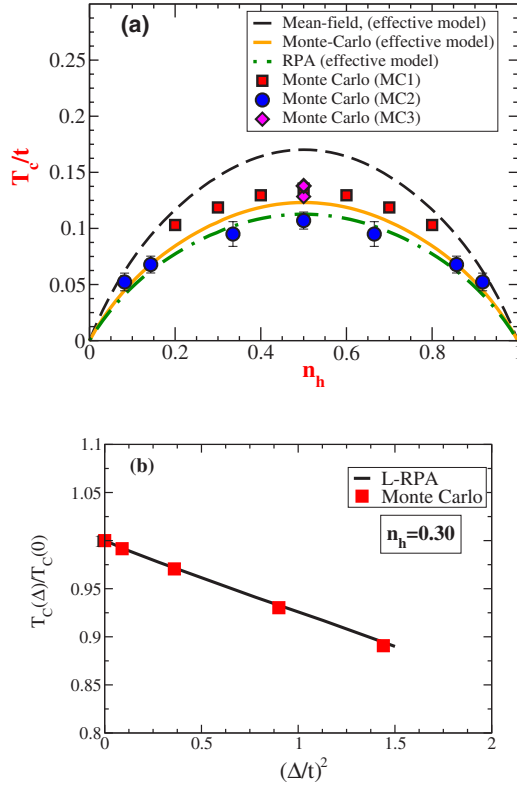 (a)
Mean-field, (effective model)
Monte-Carlo (effective model)
RPA (effective model)
Monte Carlo (MC1)
Monte Carlo (MC2)
Monte Carlo (MC3)
0.25
0.2
0.15
0.1
0.05
0
T_c/t
0 0.2 0.4 0.6 0.8 1
n_h
(b)
L-RPA
Monte Carlo
n_h=0.30
1.1
1.05
1
0.95
0.9
0.85
0.8
T_C(Δ)/T_C(0)
0 0.5 1 1.5 2
(Δ/t)^2